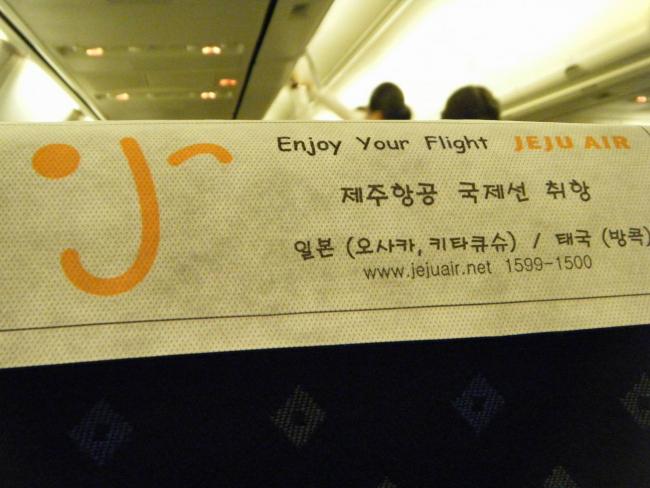 Enjoy Your Flight JEJU AIR
제주항공 국제선 취항
일본 (오사카, 키타큐슈) / 태국 (방콕)
www.jejuair.net 1599-1500